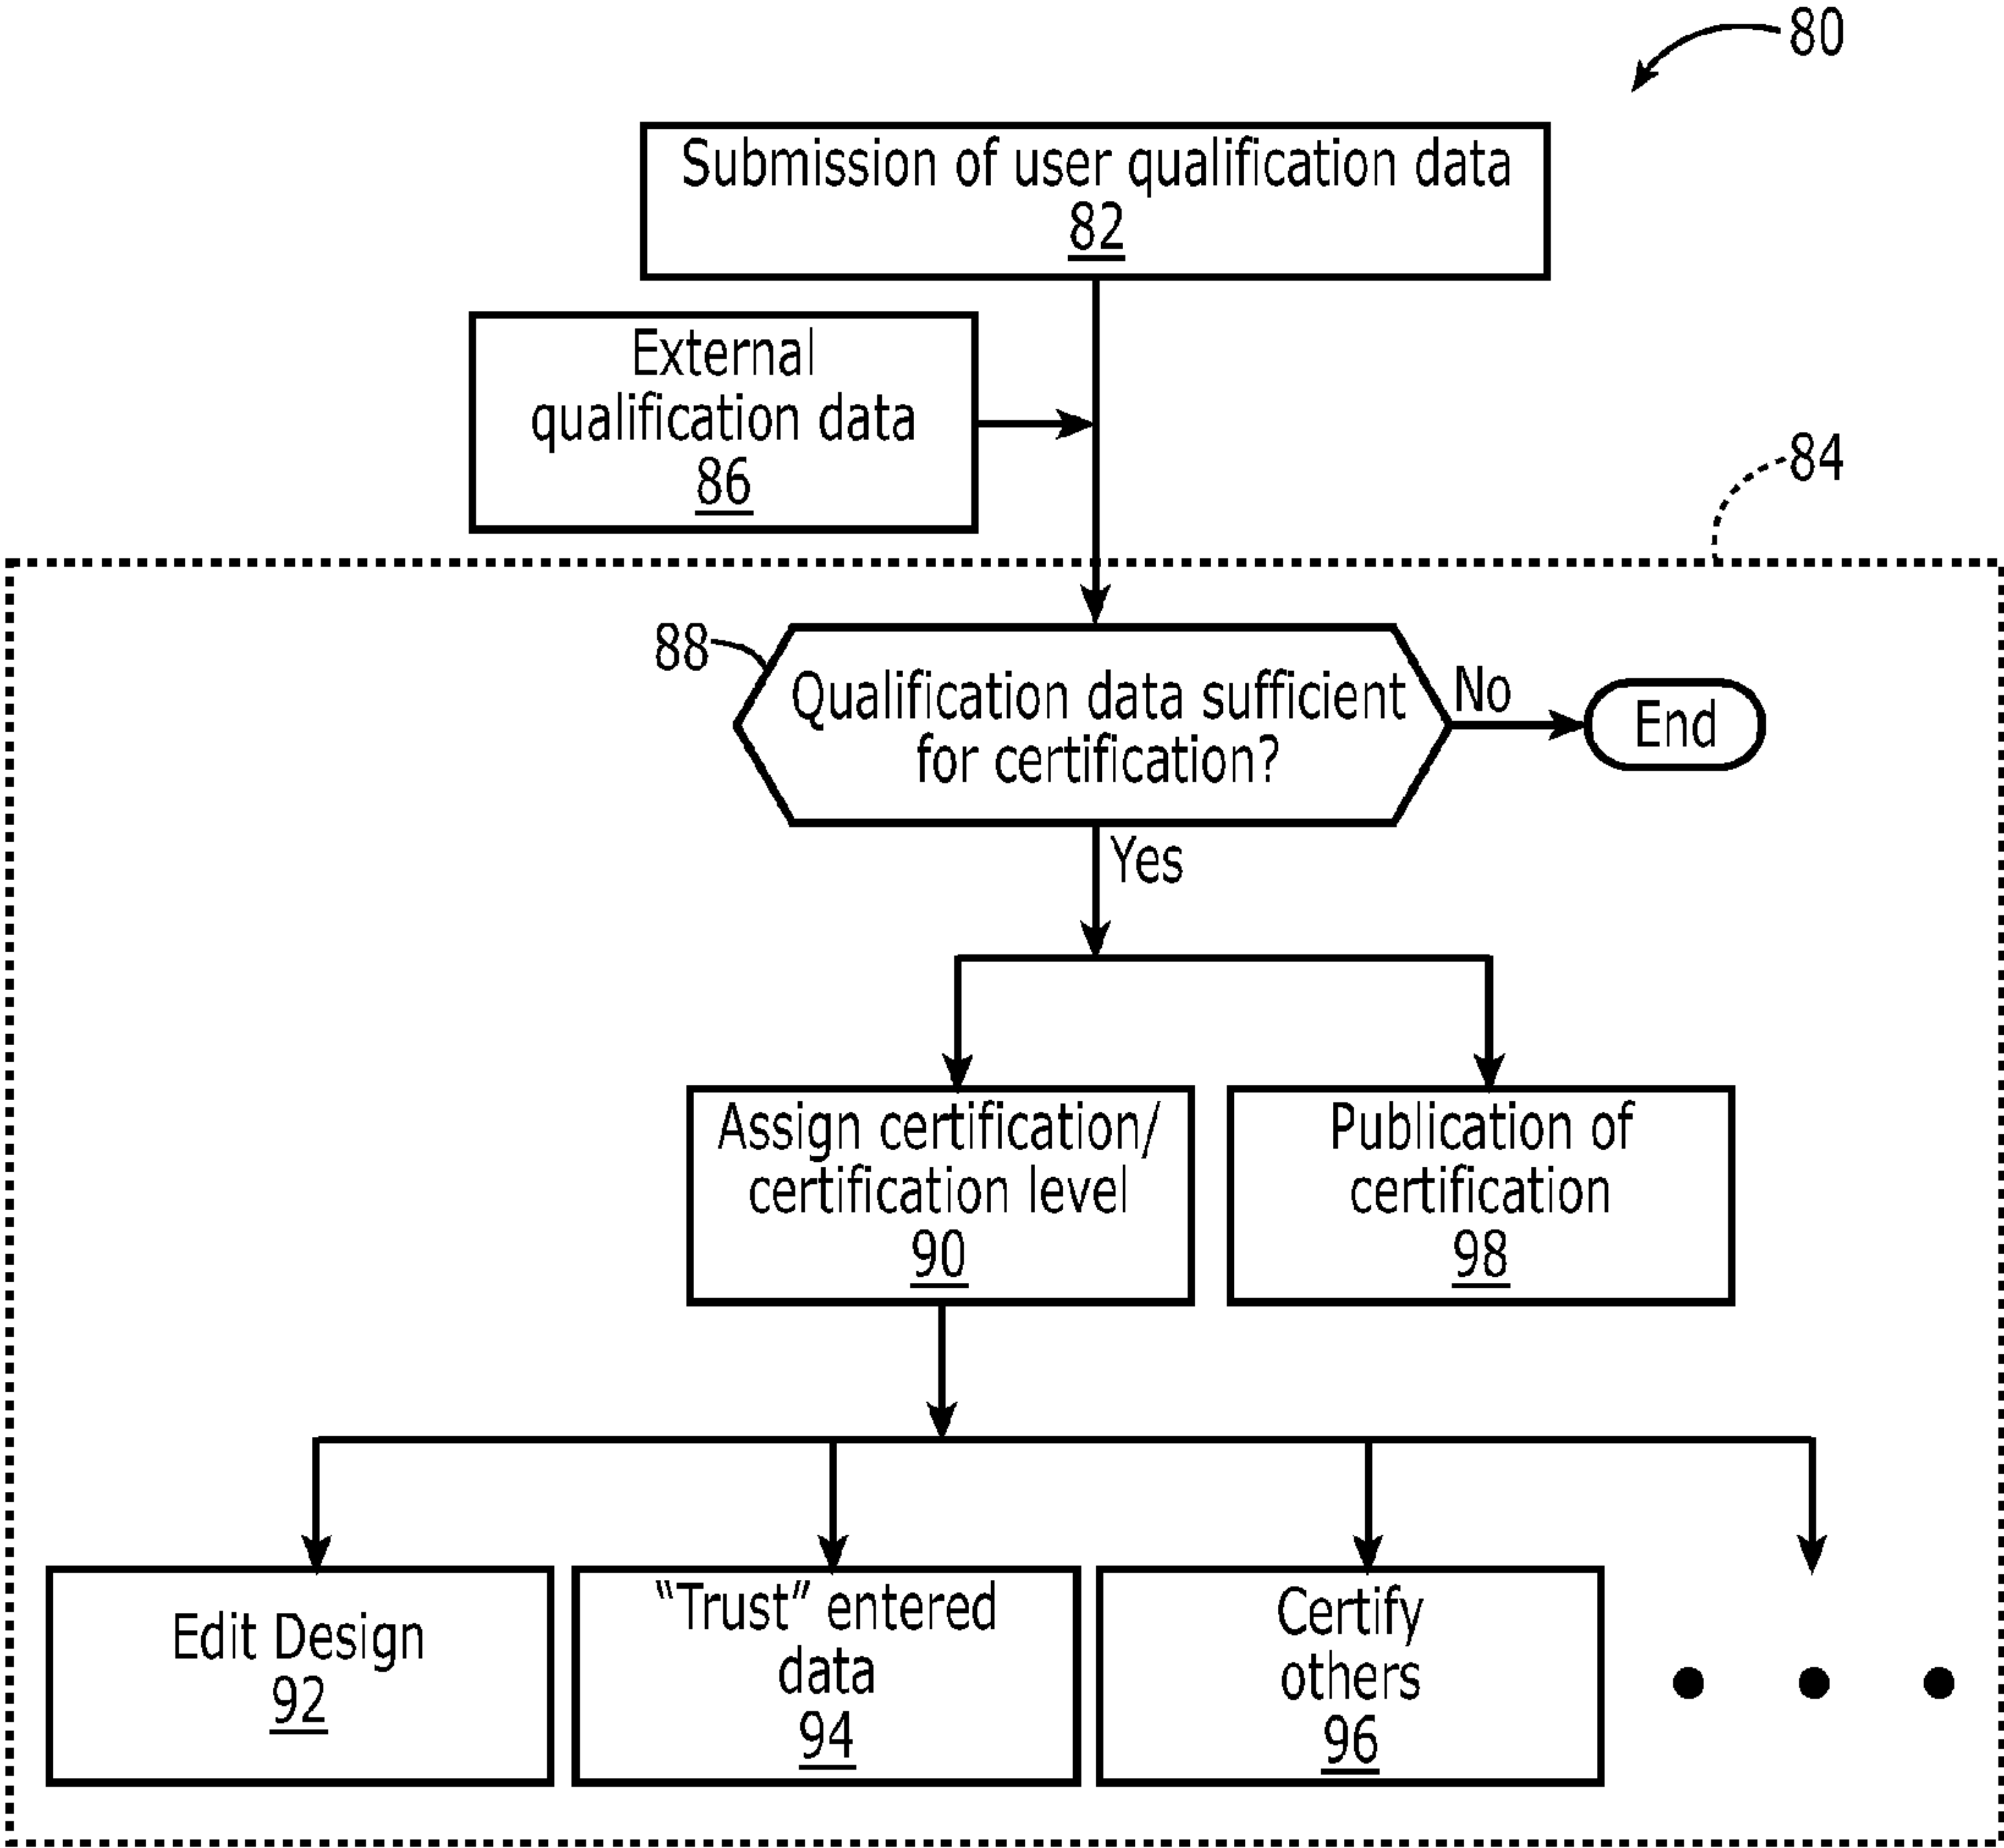 80
Submission of user qualification data
82
External
qualification data
86
84
88
Qualification data sufficient
for certification?
No
End
Yes
Assign certification/
certification level
90
Publication of
certification
98
Edit Design
92
“Trust” entered
data
94
Certify
others
96